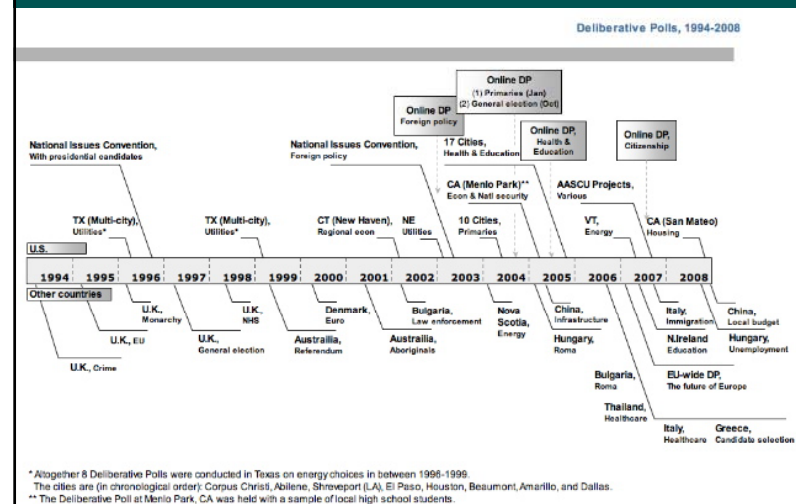 Deliberative Polls, 1994-2008
Online DP
(1) Primaries (Jan)
(2) General election (Oct)
Online DP
Foreign policy
Online DP,
Health &
Education
Online DP,
Citizenship
National Issues Convention,
With presidential candidates
National Issues Convention,
Foreign policy
17 Cities,
Health & Education
CA (Menlo Park)**
Econ & Natl security
AASCU Projects,
Various
TX (Multi-city),
Utilities*
TX (Multi-city),
Utilities*
CT (New Haven),
Regional econ
NE
Utilities
10 Cities,
Primaries
VT,
Energy
CA (San Mateo)
Housing
U.S.
1994 1995 1996 1997 1998 1999 2000 2001 2002 2003 2004 2005 2006 2007 2008
Other countries
U.K.,
Monarchy
U.K.,
NHS
Denmark,
Euro
Bulgaria,
Law enforcement
Nova
Scotia,
Energy
China,
Infrastructure
Italy,
Immigration
China,
Local budget
U.K., EU
U.K.,
General election
Austrailia,
Referendum
Austrailia,
Aboriginals
Hungary,
Roma
N.Ireland
Education
Hungary,
Unemployment
U.K., Crime
Bulgaria,
Roma
EU-wide DP,
The future of Europe
Thailand,
Healthcare
Italy,
Healthcare
Greece,
Candidate selection
* Altogether 8 Deliberative Polls were conducted in Texas on energy choices in between 1996-1999.
The cities are (in chronological order): Corpus Christi, Abilene, Shreveport (LA), El Paso, Houston, Beaumont, Amarillo, and Dallas.
** The Deliberative Poll at Menlo Park, CA was held with a sample of local high school students.